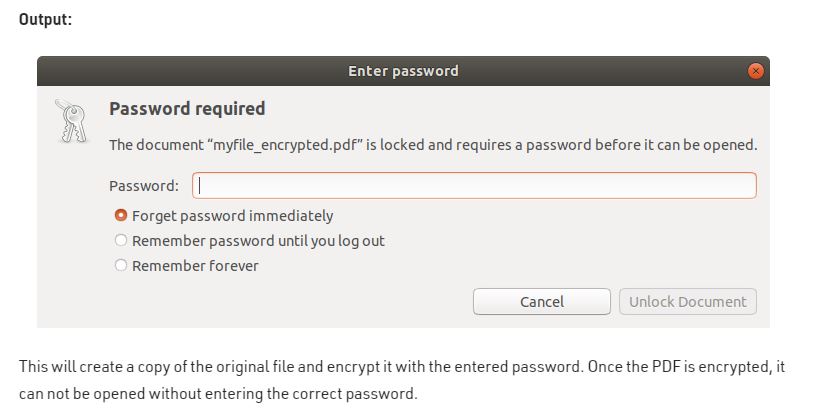 Output:
Enter password
Password required
The document “myfile_encrypted.pdf” is locked and requires a password before it can be opened.
Password:
Forget password immediately
Remember password until you log out
Remember forever
Cancel
Unlock Document
This will create a copy of the original file and encrypt it with the entered password. Once the PDF is encrypted, it
can not be opened without entering the correct password.